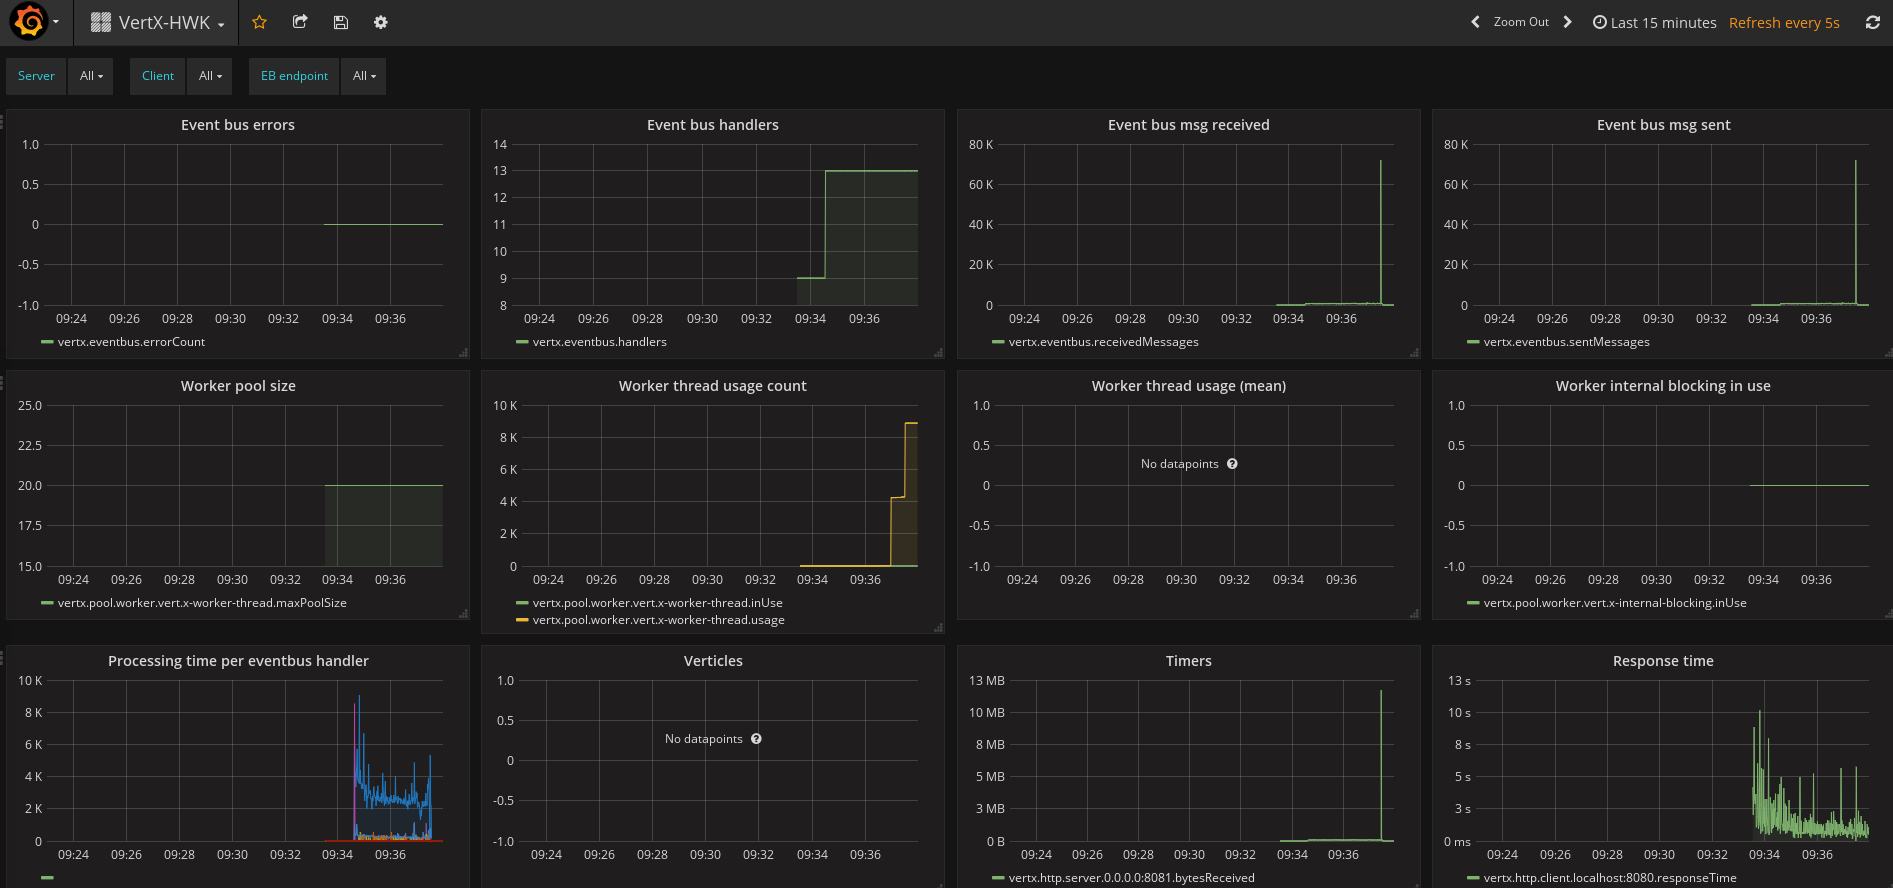 VertX-HWK
Zoom Out
Last 15 minutes
Refresh every 5s
Server All Client All EB endpoint All
Event bus errors
1.0
0.5
0
-0.5
-1.0
09:24 09:26 09:28 09:30 09:32 09:34 09:36
vertx.eventbus.errorCount
Event bus handlers
14
13
12
11
10
9
8
09:24 09:26 09:28 09:30 09:32 09:34 09:36
vertx.eventbus.handlers
Event bus msg received
80 K
60 K
40 K
20 K
0
09:24 09:26 09:28 09:30 09:32 09:34 09:36
vertx.eventbus.receivedMessages
Event bus msg sent
80 K
60 K
40 K
20 K
0
09:24 09:26 09:28 09:30 09:32 09:34 09:36
vertx.eventbus.sentMessages
Worker pool size
25.0
22.5
20.0
17.5
15.0
09:24 09:26 09:28 09:30 09:32 09:34 09:36
vertx.pool.worker.vert.x-worker-thread.maxPoolSize
Worker thread usage count
10 K
8 K
6 K
4 K
2 K
0
09:24 09:26 09:28 09:30 09:32 09:34 09:36
vertx.pool.worker.vert.x-worker-thread.inUse
vertx.pool.worker.vert.x-worker-thread.usage
Worker thread usage (mean)
1.0
0.5
No datapoints
0
-0.5
-1.0
09:24 09:26 09:28 09:30 09:32 09:34 09:36
Worker internal blocking in use
1.0
0.5
0
-0.5
-1.0
09:24 09:26 09:28 09:30 09:32 09:34 09:36
vertx.pool.worker.vert.x-internal-blocking.inUse
Processing time per eventbus handler
10 K
8 K
6 K
4 K
2 K
0
09:24 09:26 09:28 09:30 09:32 09:34 09:36
Verticles
1.0
0.5
No datapoints
0
-0.5
-1.0
09:24 09:26 09:28 09:30 09:32 09:34 09:36
Timers
13 MB
10 MB
8 MB
5 MB
3 MB
0 B
09:24 09:26 09:28 09:30 09:32 09:34 09:36
vertx.http.server.0.0.0.0:8081.bytesReceived
Response time
13 s
10 s
8 s
5 s
3 s
0 ms
09:24 09:26 09:28 09:30 09:32 09:34 09:36
vertx.http.client.localhost:8080.responseTime